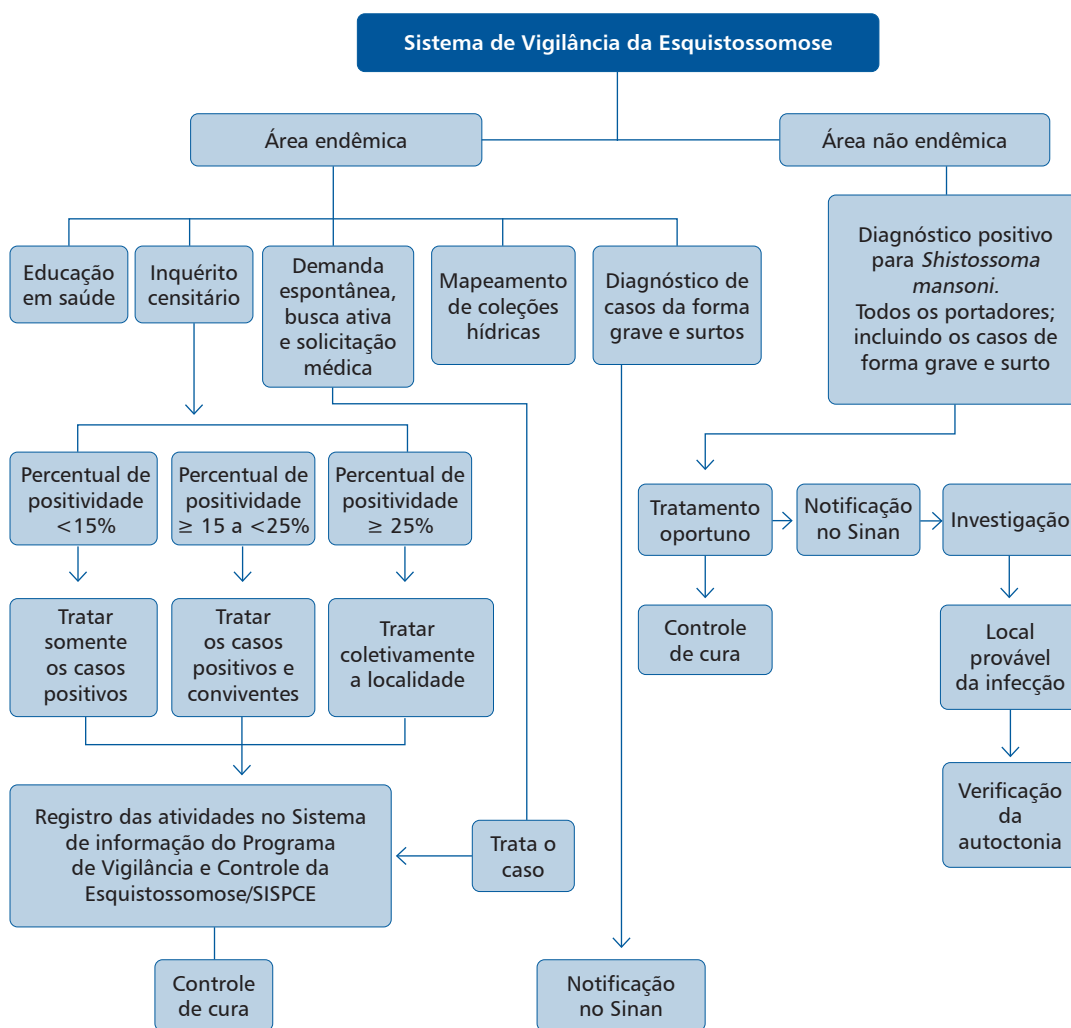 Sistema de Vigilância da Esquistossomose
Área endêmica
Área não endêmica
Educação
em saúde
Inquérito
censitário
Demanda
espontânea,
busca ativa
e solicitação
médica
Mapeamento
de coleções
hídricas
Diagnóstico de
casos da forma
grave e surtos
Diagnóstico positivo
para Shistossoma
mansoni.
Todos os portadores;
incluindo os casos de
forma grave e surto
Percentual de
positividade
<15%
Percentual de
positividade
≥ 15 a <25%
Percentual de
positividade
≥ 25%
Tratamento
oportuno
Notificação
no Sinan
Investigação
Tratar
somente
os casos
positivos
Tratar
os casos
positivos e
conviventes
Tratar
coletivamente
a localidade
Controle
de cura
Local
provável
da infecção
Verificação
da
autoctonia
Registro das atividades no Sistema
de informação do Programa
de Vigilância e Controle da
Esquistossomose/SISPCE
Trata o
caso
Controle
de cura
Notificação
no Sinan